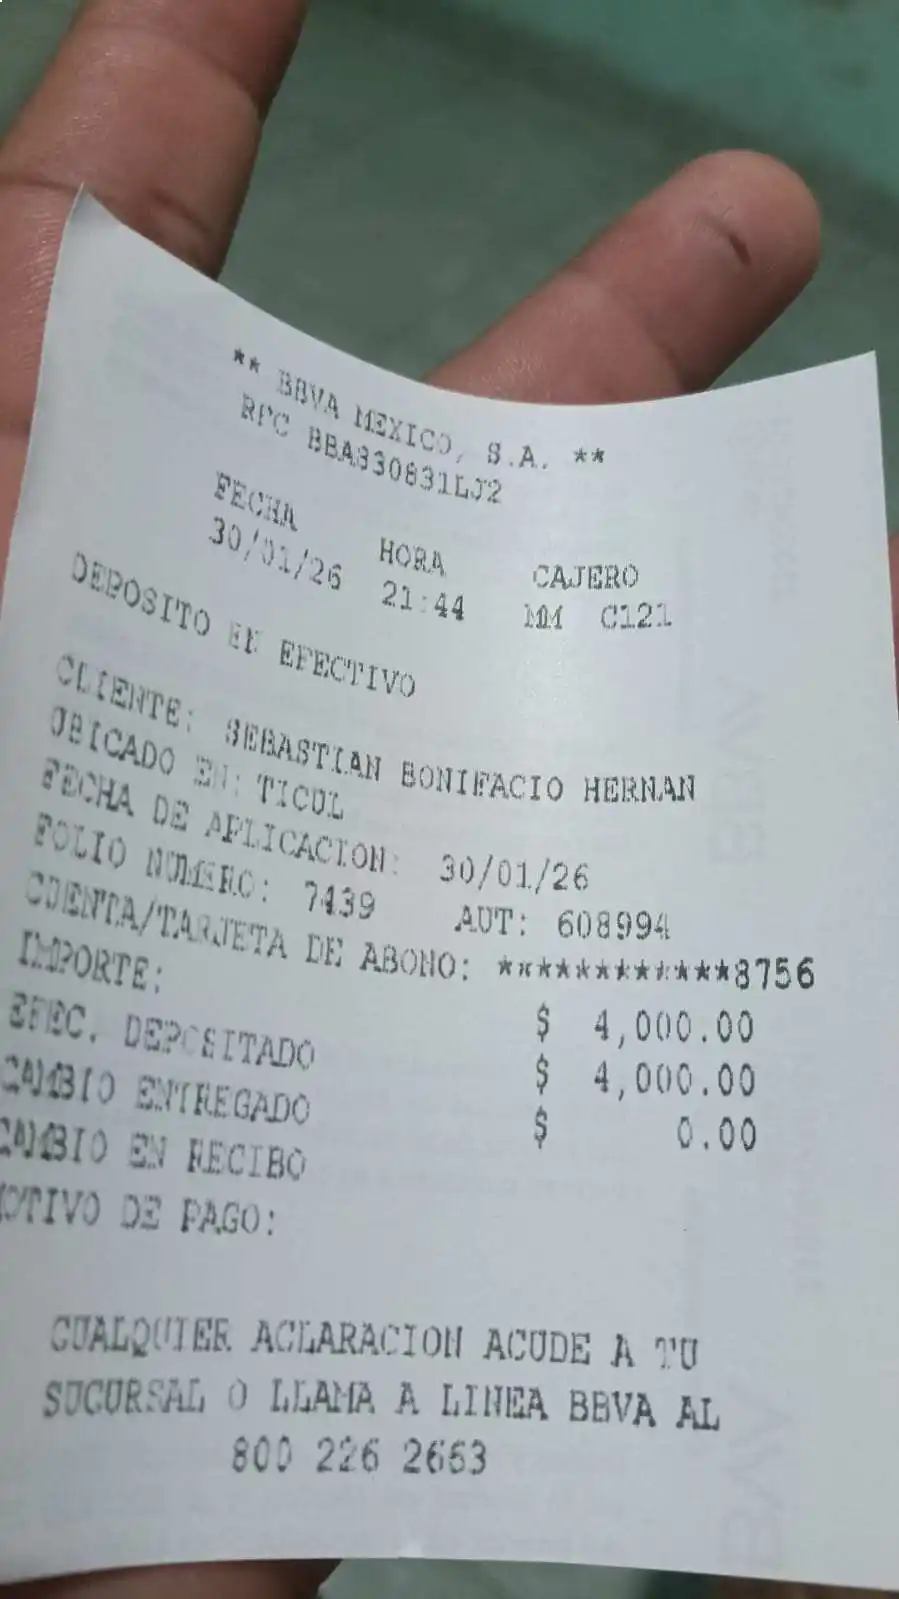 ** BBVA MEXICO, S.A. **
RFC BBA830831LJ2
FECHA HORA CAJERO
30/01/26 21:44 MM C121
DEPOSITO EN EFECTIVO
CLIENTE: SEBASTIAN BONIFACIO HERNAN
UBICADO EN: TICUL
FECHA DE APLICACION: 30/01/26
FOLIO NUMERO: 7439 AUT: 608994
CUENTA/TARJETA DE ABONO: ************8756
IMPORTE: $ 4,000.00
EFEC. DEPOSITADO $ 4,000.00
CAMBIO ENTREGADO $ 0.00
CAMBIO EN RECIBO
MOTIVO DE PAGO:
CUALQUIER ACLARACION ACUDE A TU
SUCURSAL O LLAMA A LINEA BBVA AL
800 226 2663